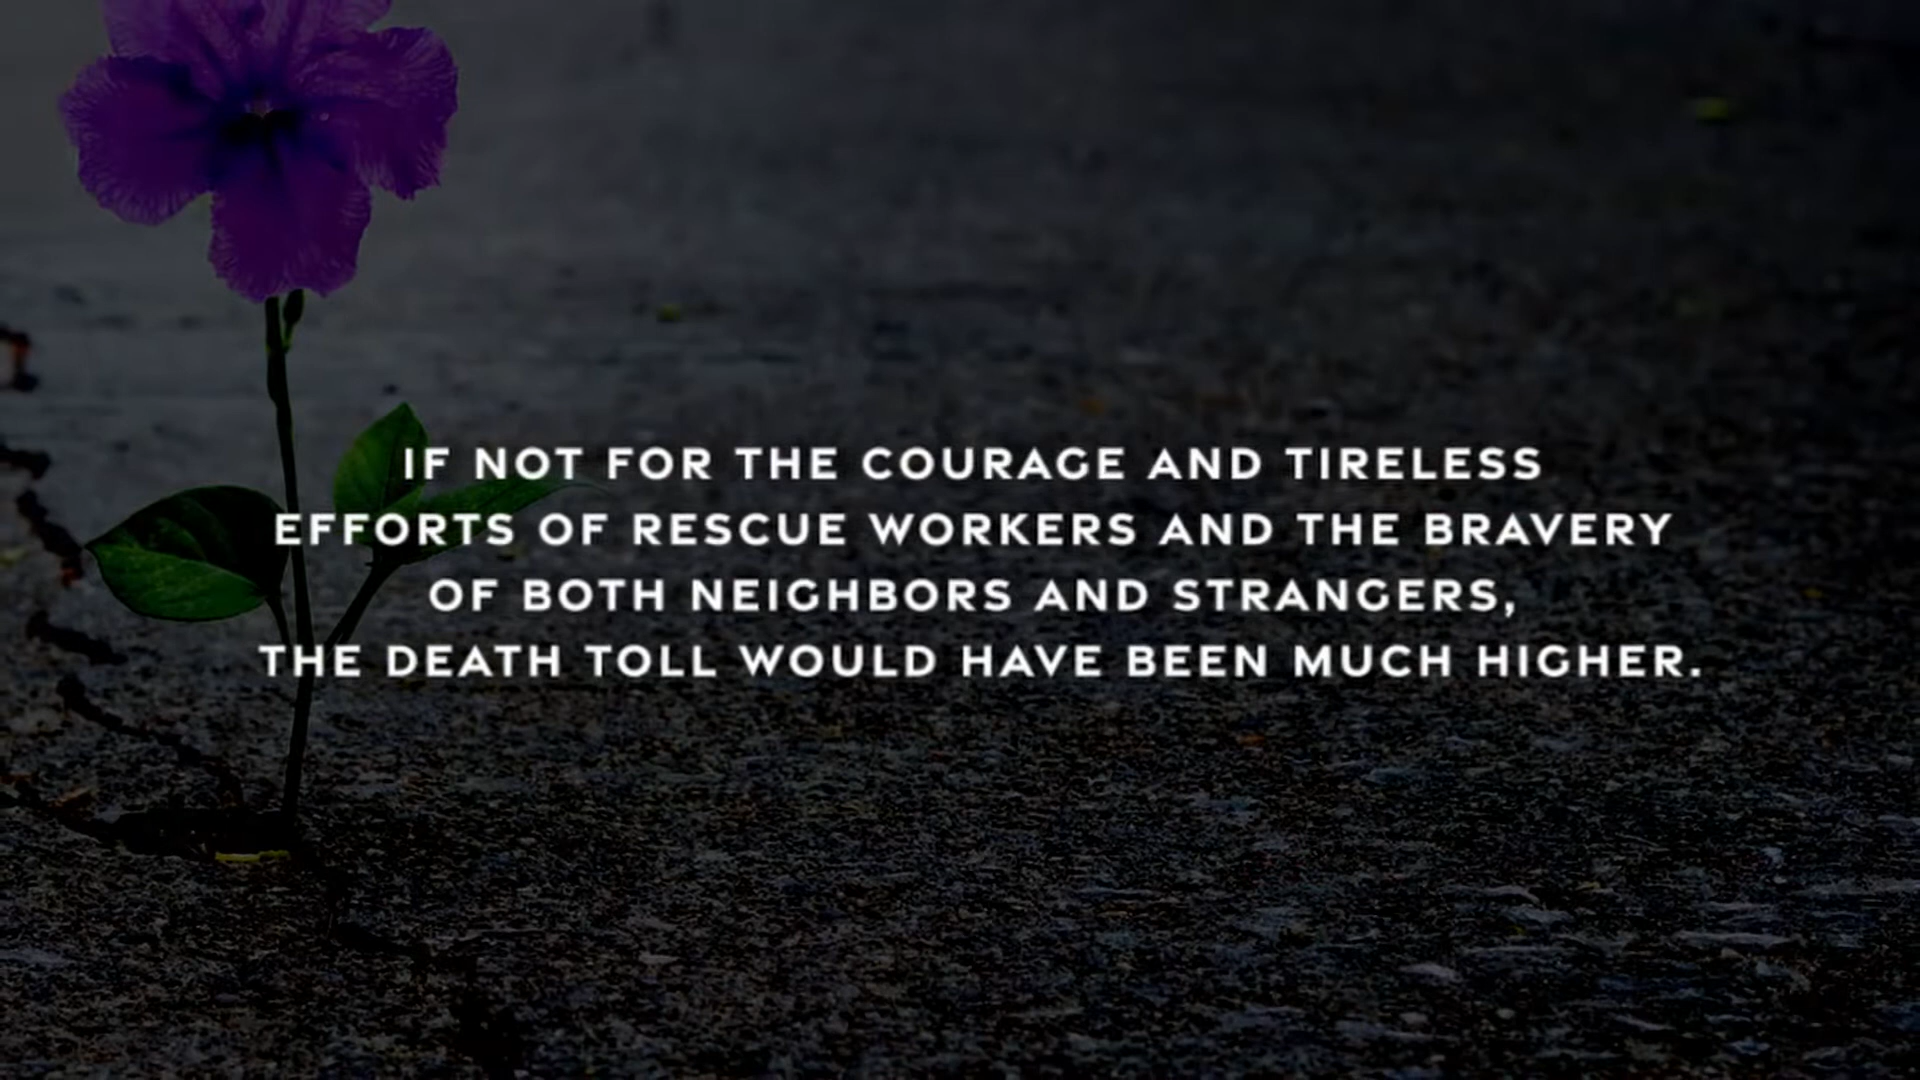 IF NOT FOR THE COURAGE AND TIRELESS
EFFORTS OF RESCUE WORKERS AND THE BRAVERY
OF BOTH NEIGHBORS AND STRANGERS,
THE DEATH TOLL WOULD HAVE BEEN MUCH HIGHER.